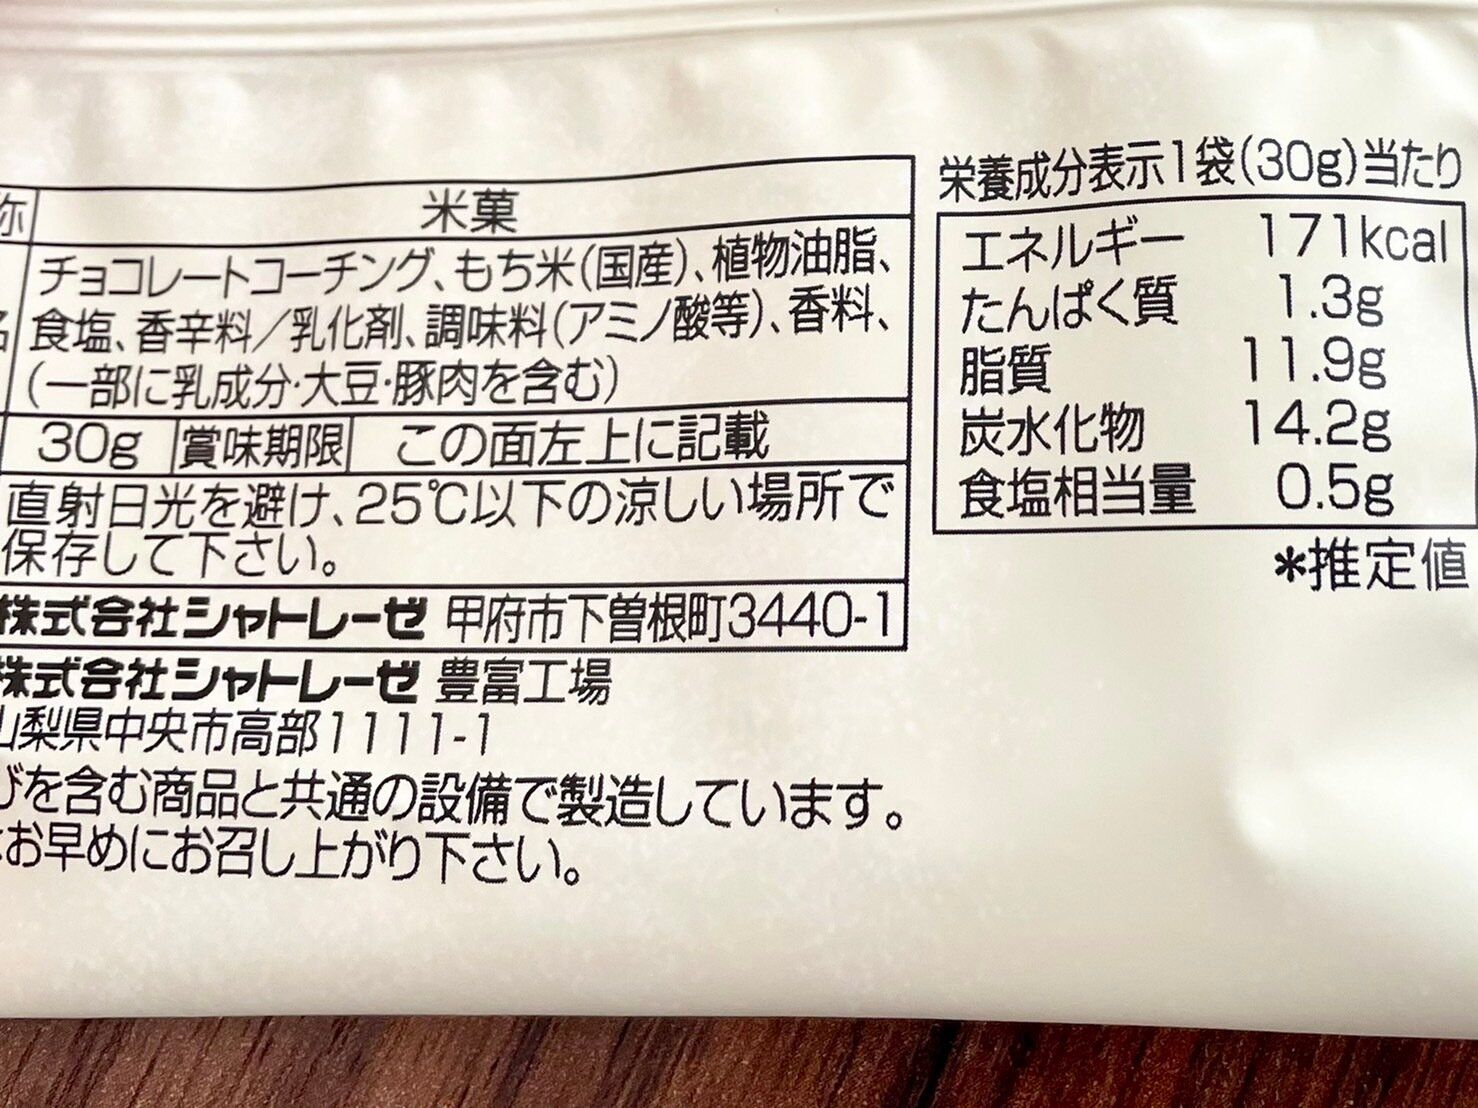 称 米菓
チョコレートコーチング、もち米(国産)、植物油脂、
名 食塩、香辛料／乳化剤、調味料(アミノ酸等)、香料、
(一部に乳成分・大豆・豚肉を含む)
30g 賞味期限 この面左上に記載
直射日光を避け、25℃以下の涼しい場所で
保存して下さい。
株式会社シャトレーゼ 甲府市下曽根町3440-1
株式会社シャトレーゼ 豊富工場
山梨県中央市高部1111-1
びを含む商品と共通の設備で製造しています。
お早めにお召し上がり下さい。
栄養成分表示1袋(30g)当たり
エネルギー 171kcal
たんぱく質 1.3g
脂質 11.9g
炭水化物 14.2g
食塩相当量 0.5g
*推定値